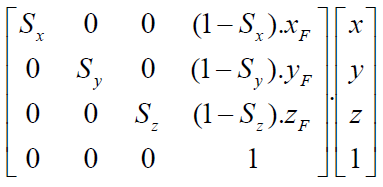 [ S_x 0 0 (1−S_x).x_F ] [ x ]
[ 0 S_y 0 (1−S_y).y_F ] [ y ]
[ 0 0 S_z (1−S_z).z_F ] . [ z ]
[ 0 0 0 1 ] [ 1 ]